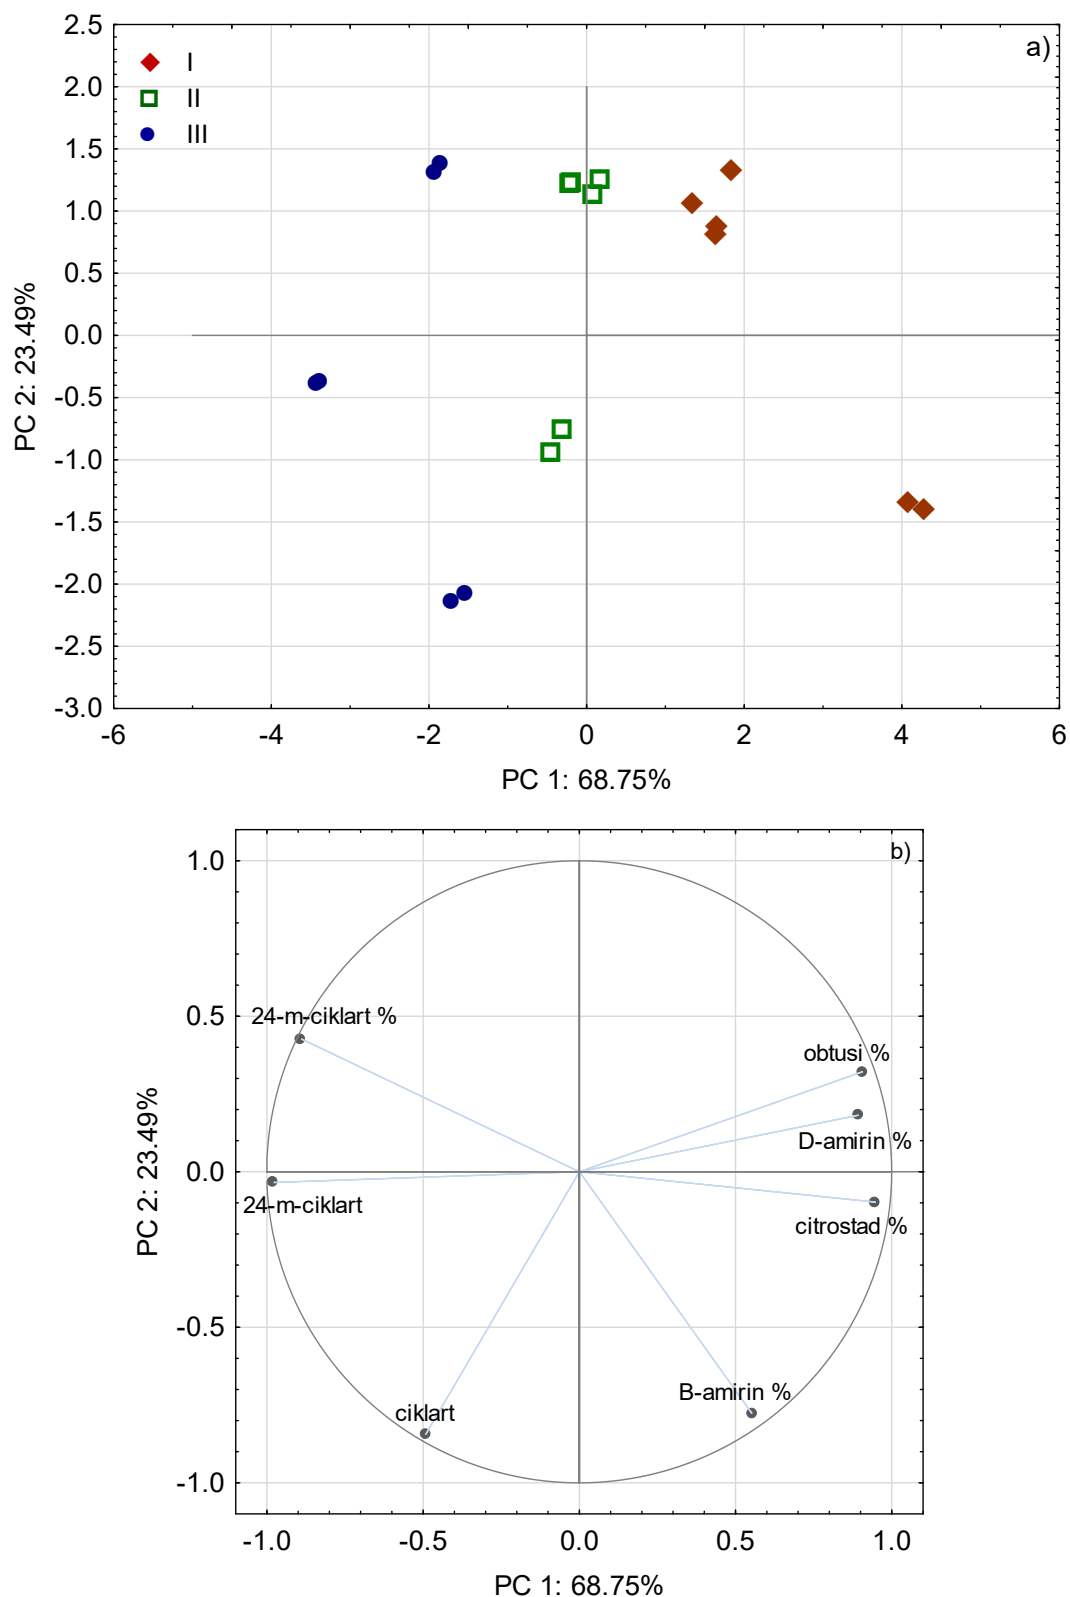 2.5
a)
I
2.0
II
III
1.5
1.0
0.5
0.0
-0.5
-1.0
-1.5
-2.0
-2.5
-3.0
PC 2: 23.49%
-6 -4 -2 0 2 4 6
PC 1: 68.75%
b)
1.0
0.5
0.0
-0.5
-1.0
PC 2: 23.49%
24-m-ciklart %
obtusi %
D-amirin %
24-m-ciklart
citrostad %
B-amirin %
ciklart
-1.0 -0.5 0.0 0.5 1.0
PC 1: 68.75%